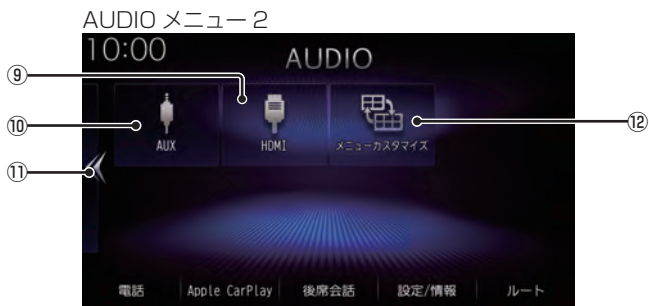 AUDIO メニュー 2
10:00
AUDIO
⑨
⑩
⑪
⑫
AUX
HDMI
メニューカスタマイズ
電話 Apple CarPlay 後席会話 設定/情報 ルート